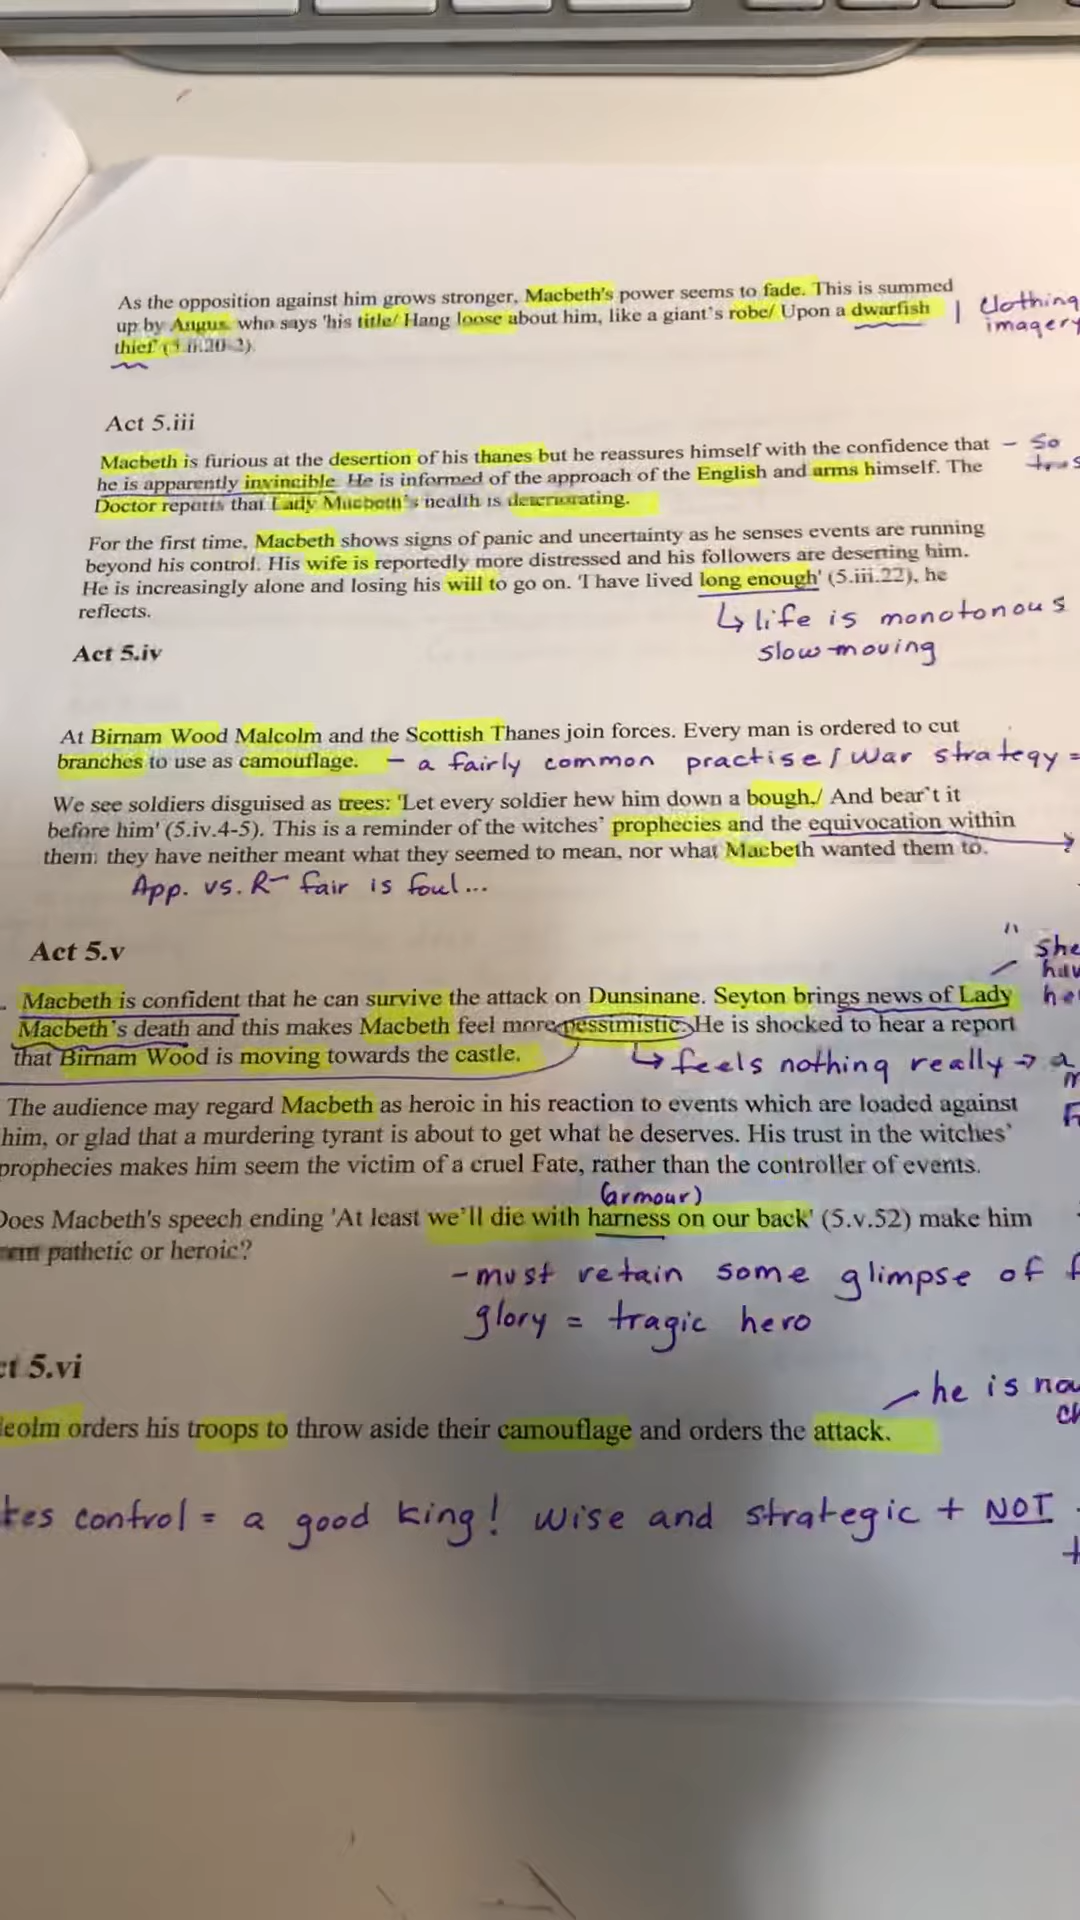 As the opposition against him grows stronger, Macbeth's power seems to fade. This is summed
up by Angus, who says 'his title/ Hang loose about him, like a giant's robe/ Upon a dwarfish
thief'
Clothing
imagery
Act 5.iii
Macbeth is furious at the desertion of his thanes but he reassures himself with the confidence that
he is apparently invincible. He is informed of the approach of the English and arms himself. The
Doctor reports that Lady Macbeth's health is deteriorating.
- So
For the first time, Macbeth shows signs of panic and uncertainty as he senses events are running
beyond his control. His wife is reportedly more distressed and his followers are deserting him.
He is increasingly alone and losing his will to go on. 'I have lived long enough' (5.iii.22), he
reflects.
↳ life is monotonous
slow-moving
Act 5.iv
At Birnam Wood Malcolm and the Scottish Thanes join forces. Every man is ordered to cut
branches to use as camouflage. - a fairly common practise / War strategy =
We see soldiers disguised as trees: 'Let every soldier hew him down a bough,/ And bear't it
before him' (5.iv.4-5). This is a reminder of the witches' prophecies and the equivocation within
them: they have neither meant what they seemed to mean, nor what Macbeth wanted them to.
App. vs. R- fair is foul...
Act 5.v
she
Macbeth is confident that he can survive the attack on Dunsinane. Seyton brings news of Lady
Macbeth's death and this makes Macbeth feel more pessimistic. He is shocked to hear a report
that Birnam Wood is moving towards the castle.
↳ feels nothing really → a
The audience may regard Macbeth as heroic in his reaction to events which are loaded against
him, or glad that a murdering tyrant is about to get what he deserves. His trust in the witches'
prophecies makes him seem the victim of a cruel Fate, rather than the controller of events.
(armour)
Does Macbeth's speech ending 'At least we'll die with harness on our back' (5.v.52) make him
pathetic or heroic?
- must retain some glimpse of f
glory = tragic hero
ct 5.vi
he is
lcolm orders his troops to throw aside their camouflage and orders the attack.
kes control = a good king! Wise and strategic + NOT